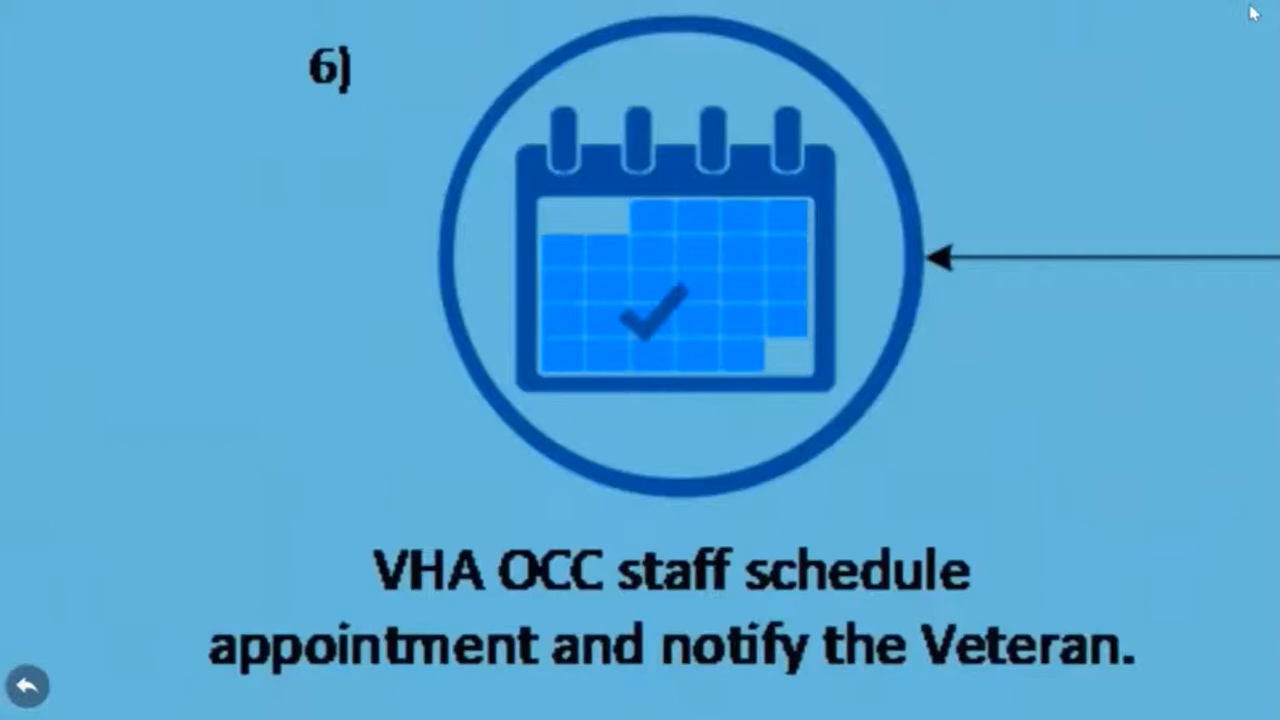 6)
VHA OCC staff schedule
appointment and notify the Veteran.